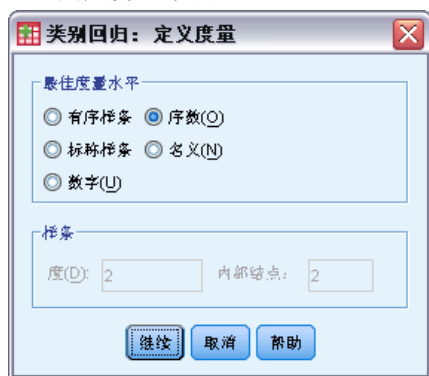 类别回归：定义度量
最佳度量水平
有序样条 序数(O)
标称样条 名义(N)
数字(U)
样条
度(D): 2 内部结点: 2
继续 取消 帮助